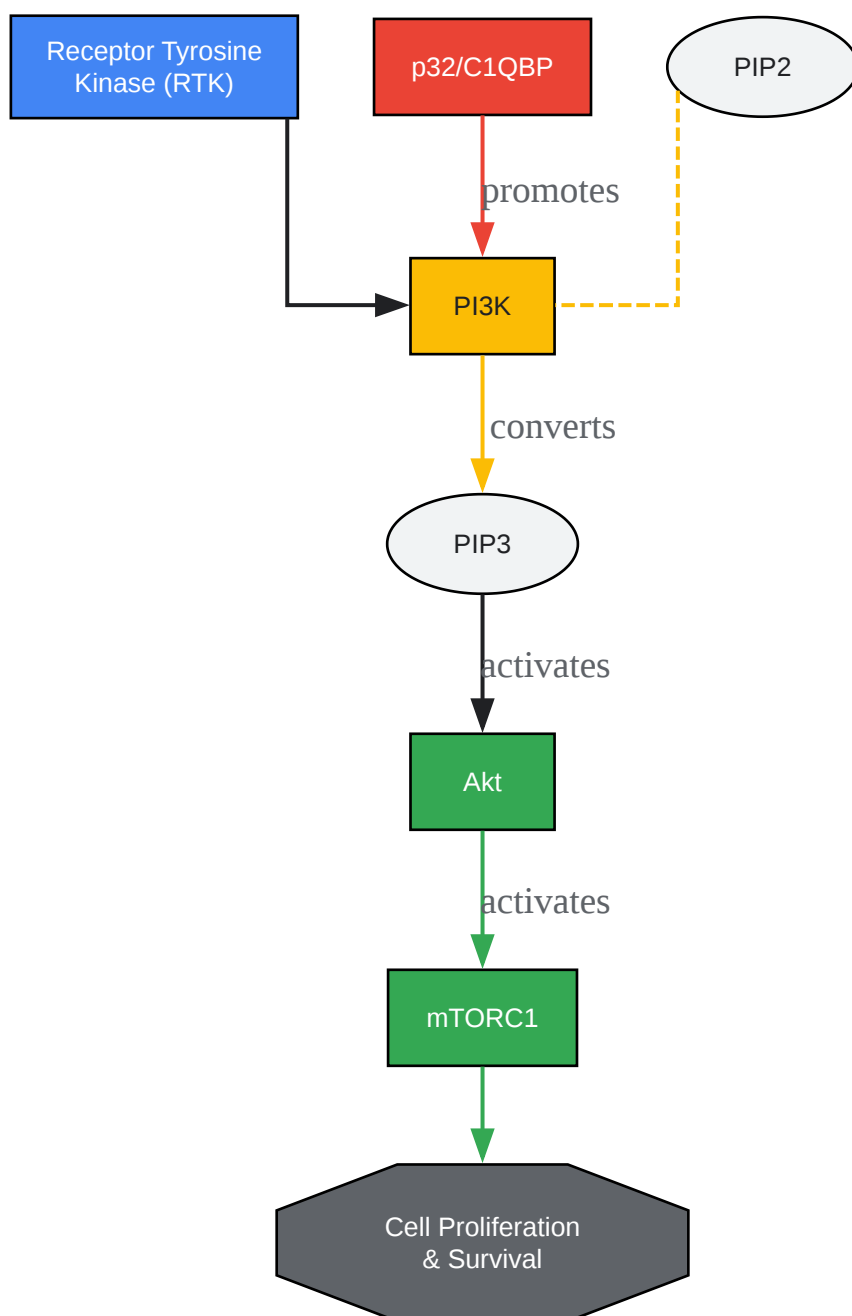 Receptor Tyrosine
Kinase (RTK)
p32/C1QBP
PIP2
promotes
PI3K
converts
PIP3
activates
Akt
activates
mTORC1
Cell Proliferation
& Survival